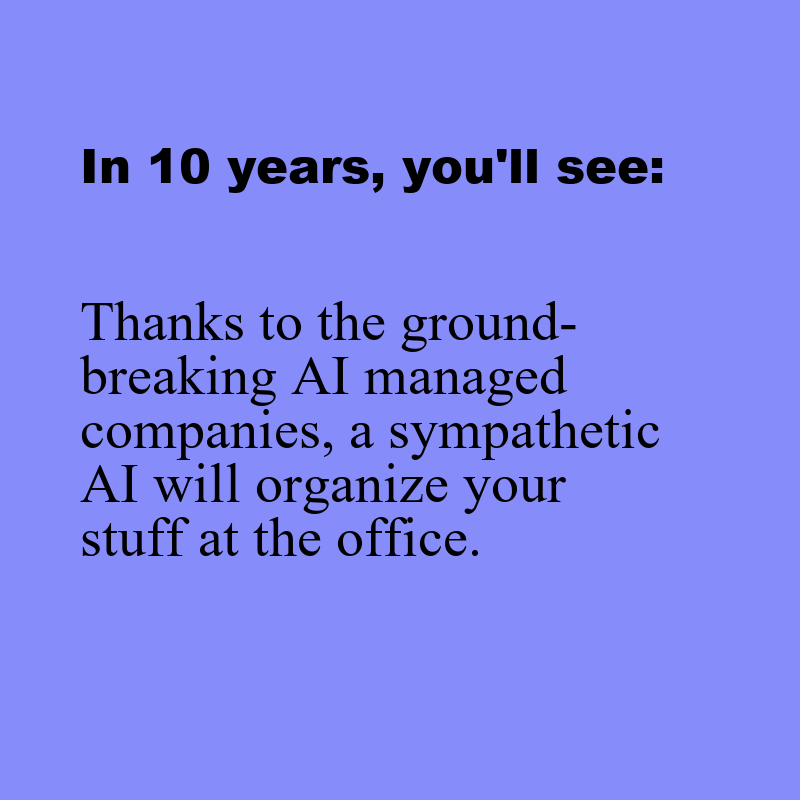 In 10 years, you'll see:
Thanks to the ground-
breaking AI managed
companies, a sympathetic
AI will organize your
stuff at the office.